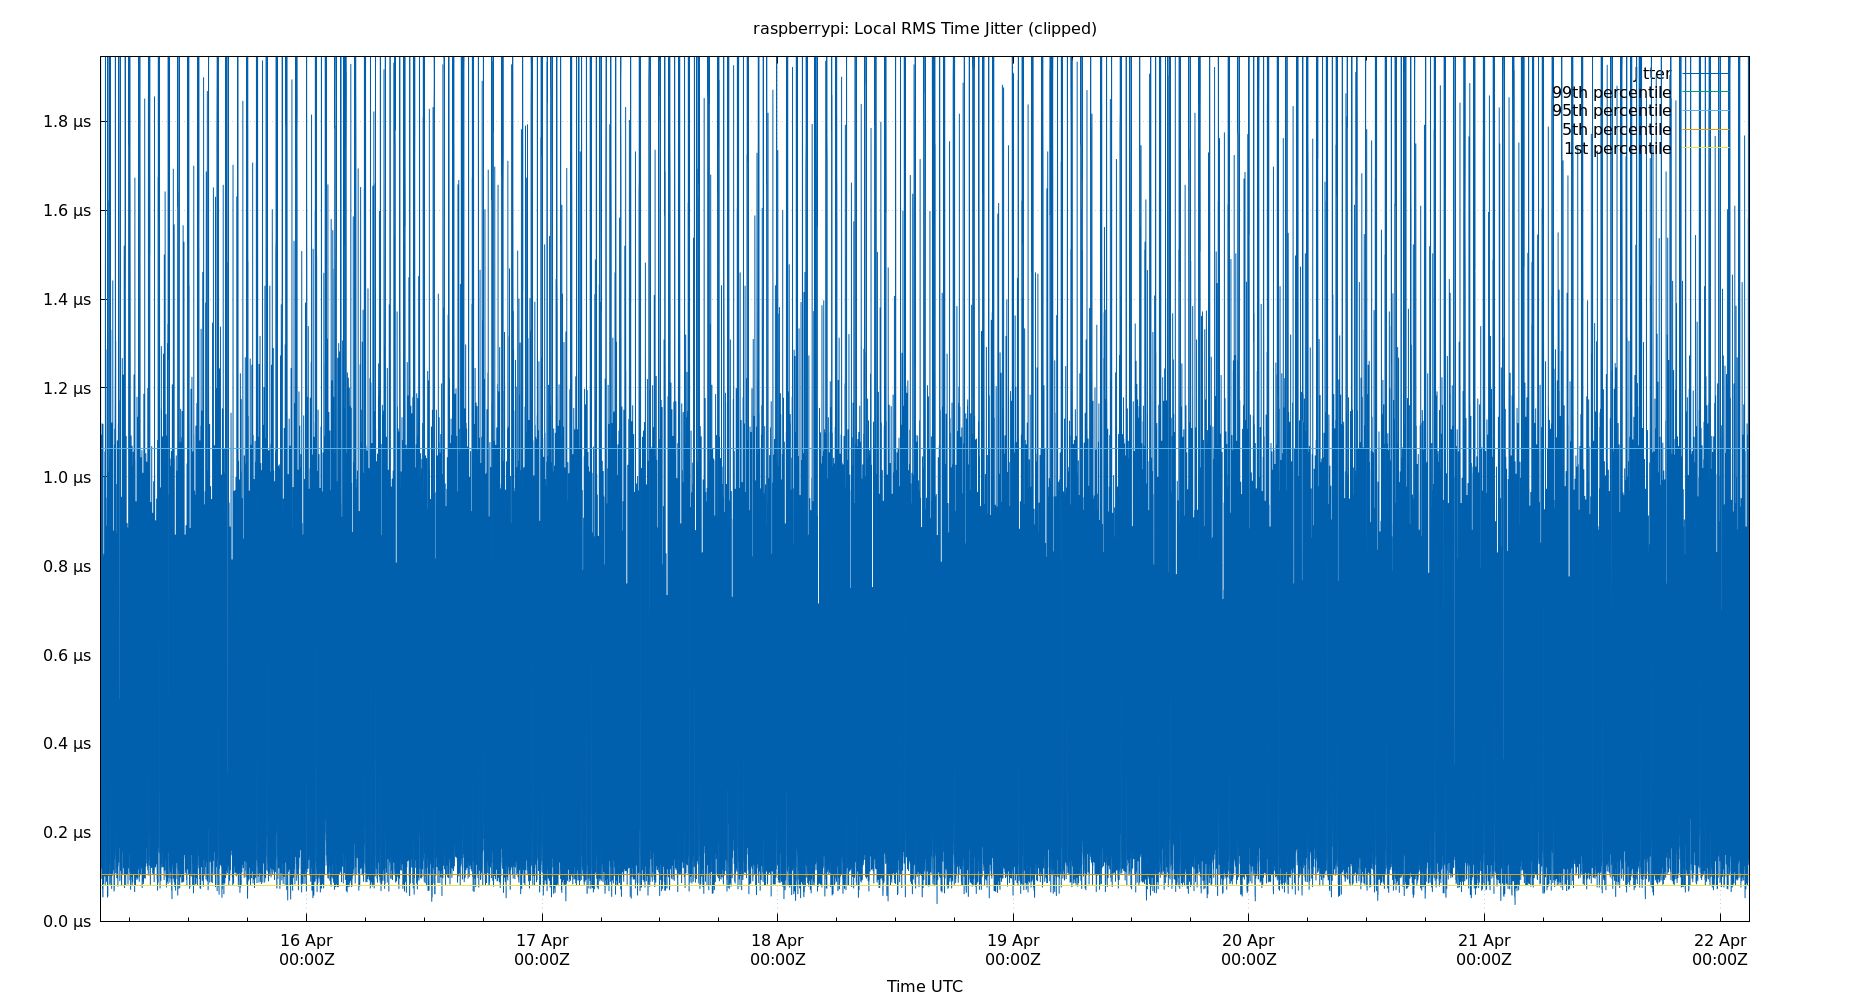 raspberrypi: Local RMS Time Jitter (clipped)
jitter
99th percentile
95th percentile
5th percentile
1st percentile
1.8 µs
1.6 µs
1.4 µs
1.2 µs
1.0 µs
0.8 µs
0.6 µs
0.4 µs
0.2 µs
0.0 µs
16 Apr 17 Apr 18 Apr 19 Apr 20 Apr 21 Apr 22 Apr
00:00Z 00:00Z 00:00Z 00:00Z 00:00Z 00:00Z 00:00Z
Time UTC